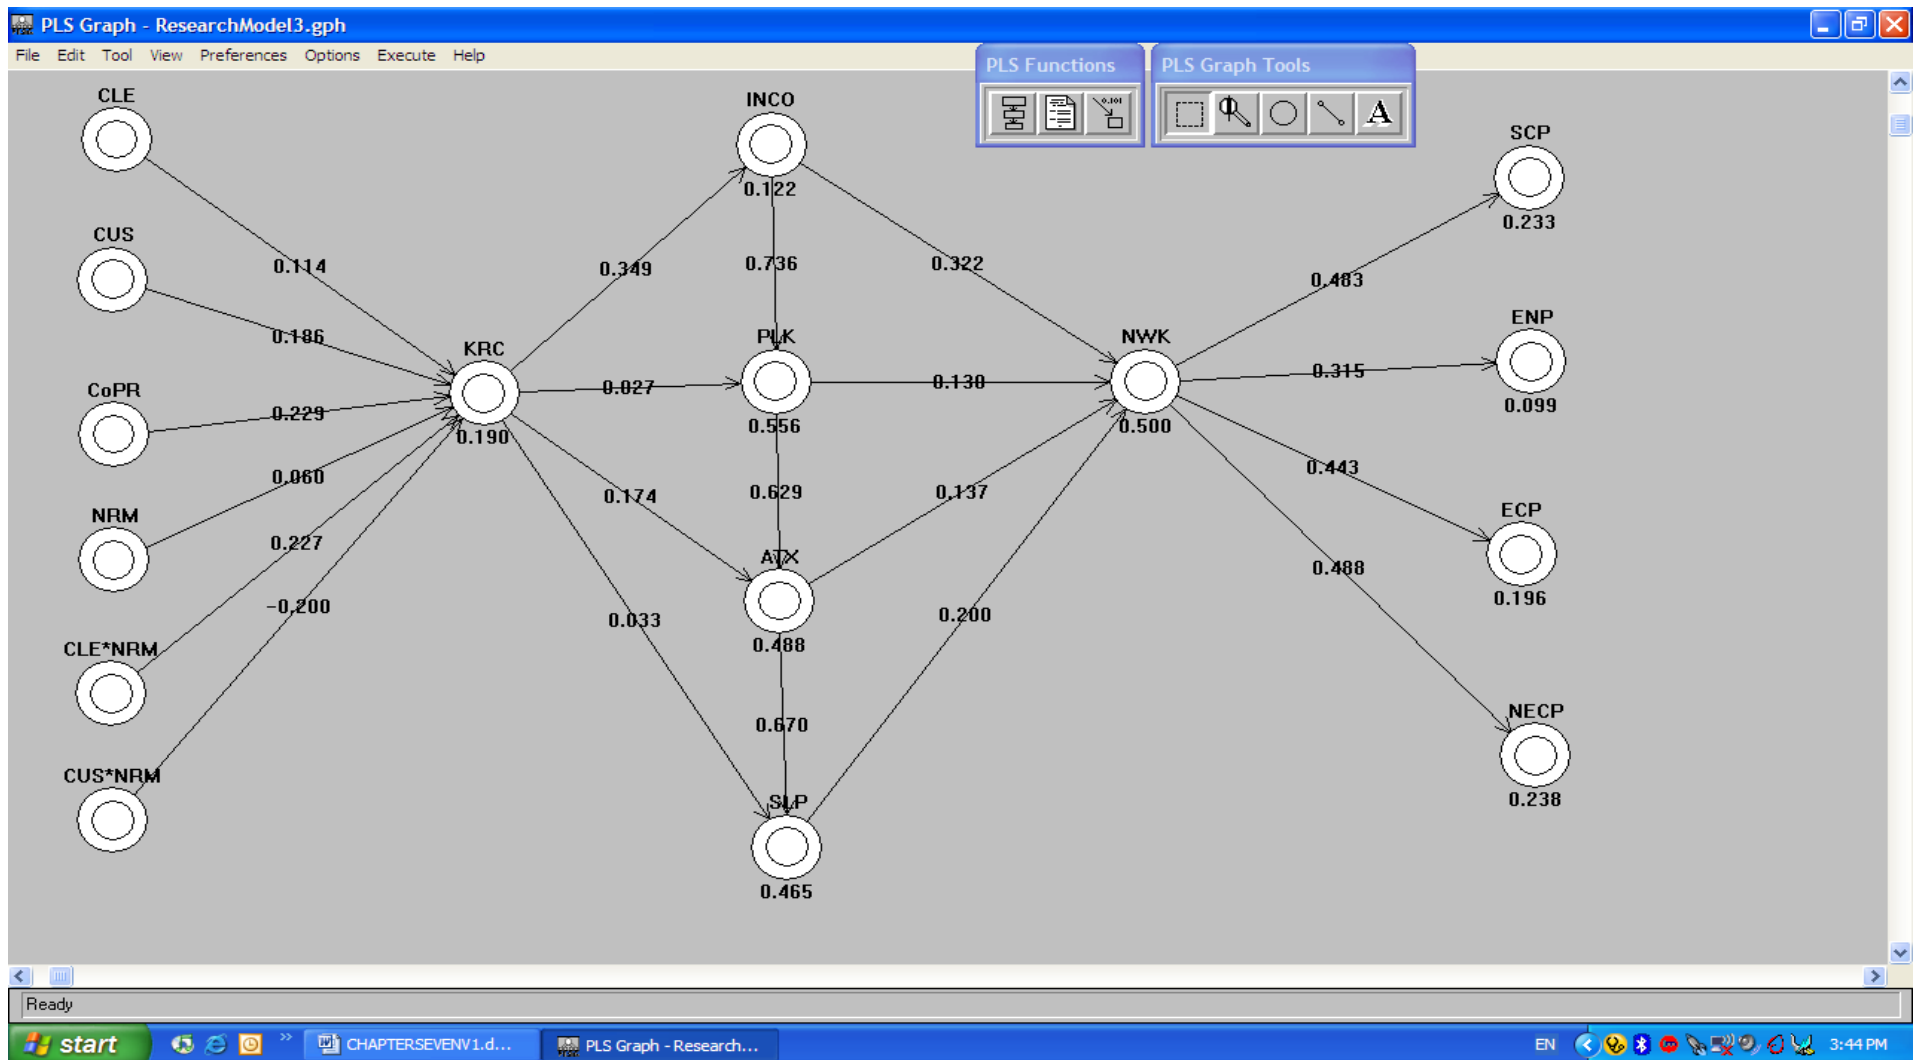 PLS Graph - ResearchModel3.gph
File Edit Tool View Preferences Options Execute Help
PLS Functions
PLS Graph Tools
0.101
A
CLE
INCO
SCP
0.122
0.233
CUS
0.114
0.349
0.736
0.322
0.483
0.186
KRC
PLK
NWK
ENP
CoPR
0.229
0.027
0.130
0.315
0.099
0.190
0.556
0.500
0.060
0.174
0.629
0.137
0.443
NRM
ECP
0.227
ATX
0.488
-0.200
0.033
0.200
0.196
CLE*NRM
0.488
0.670
NECP
CUS*NRM
SLP
0.238
0.465
Ready
start
CHAPTERSEVENV1.d...
PLS Graph - Research...
EN
3:44 PM